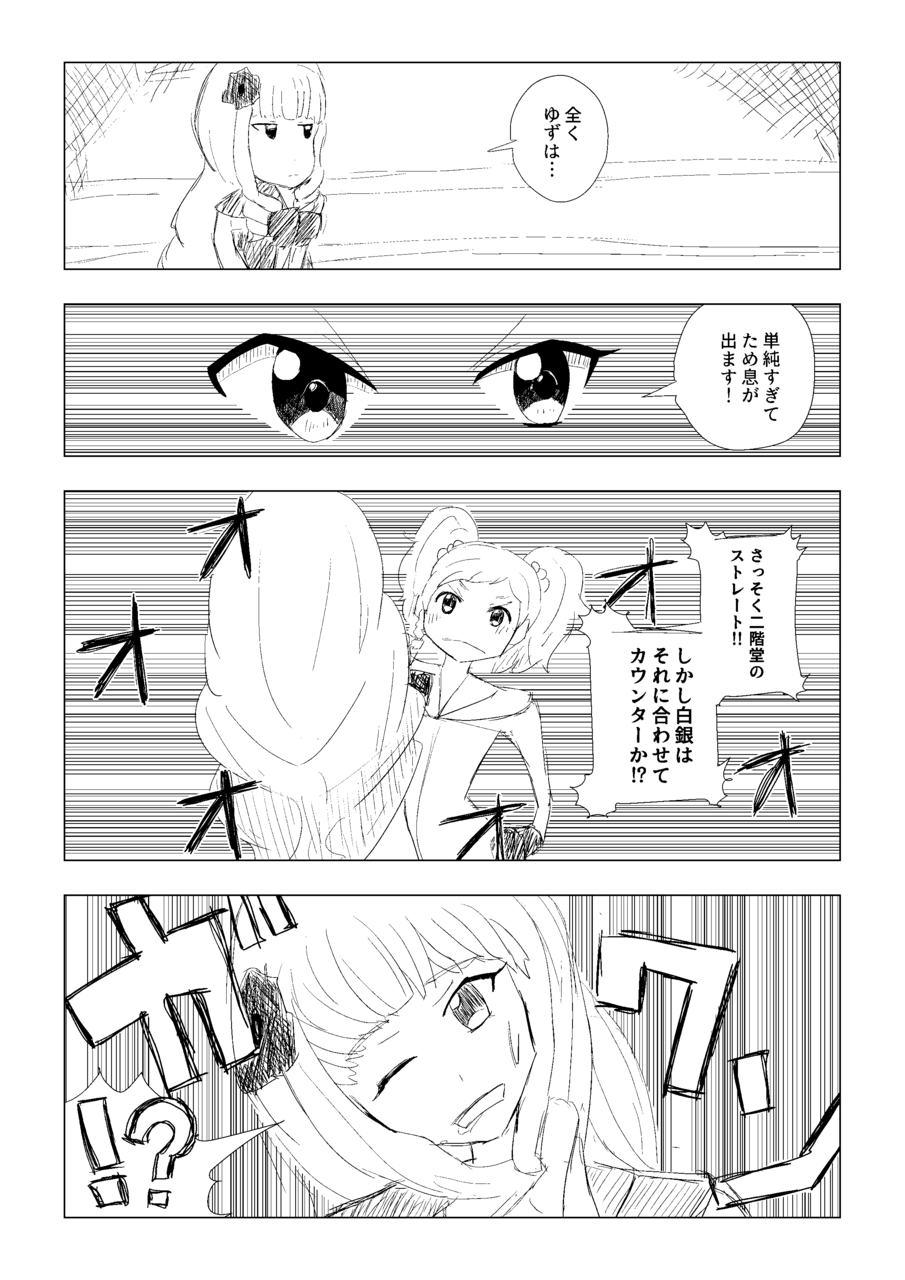 全く
ゆずは…
単純すぎて
ため息が
出ます!
さっそく二階堂の
ストレート!!
しかし白銀は
それに合わせて
カウンターか!?
オ
オ
オ
オ
オ
オ
ガッ
!?